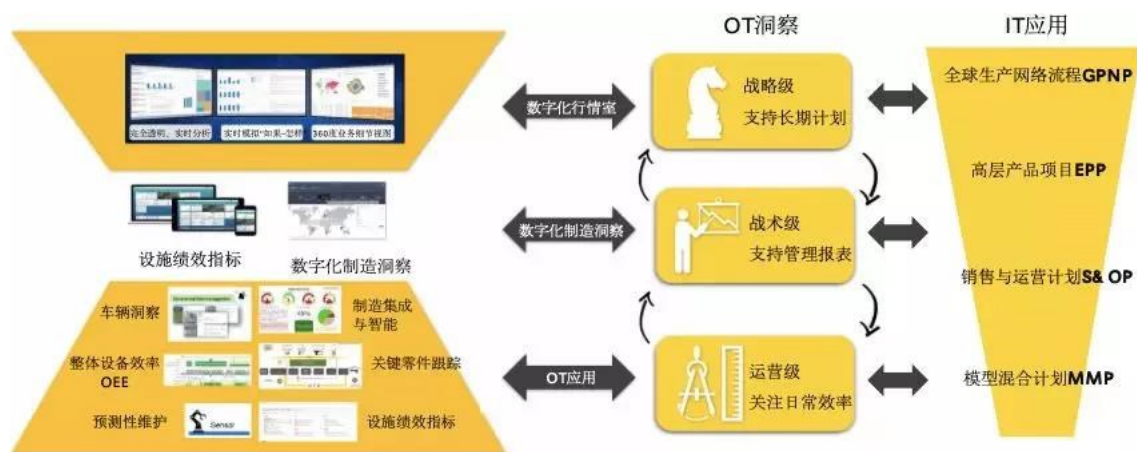 OT洞察
IT应用
完全透明、实时分析
实时模拟“如果-怎样”
360度业务细节视图
数字化行情室
战略级
支持长期计划
全球生产网络流程GPNP
高层产品项目EPP
设施绩效指标
数字化制造洞察
数字化制造洞察
战术级
支持管理报表
销售与运营计划S& OP
车辆洞察
制造集成
与智能
整体设备效率
OEE
关键零件跟踪
预测性维护
设施绩效指标
OT应用
运营级
关注日常效率
模型混合计划MMP